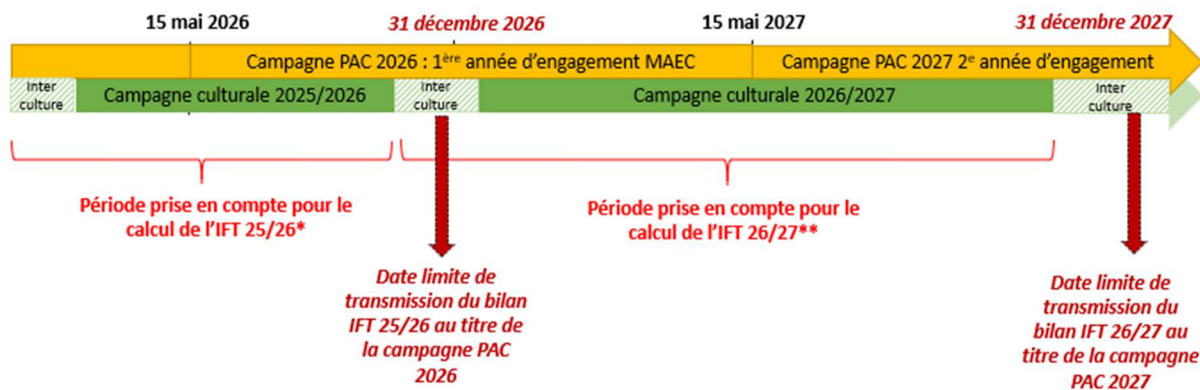 15 mai 2026
31 décembre 2026
15 mai 2027
31 décembre 2027
Campagne PAC 2026 : 1ère année d’engagement MAEC
Campagne PAC 2027 2e année d’engagement
Inter
culture
Campagne culturale 2025/2026
Inter
culture
Campagne culturale 2026/2027
Inter
culture
Période prise en compte pour le
calcul de l’IFT 25/26*
Période prise en compte pour le
calcul de l’IFT 26/27**
Date limite de
transmission du bilan
IFT 25/26 au titre de
la campagne PAC
2026
Date limite de
transmission du
bilan IFT 26/27 au
titre de la campagne
PAC 2027